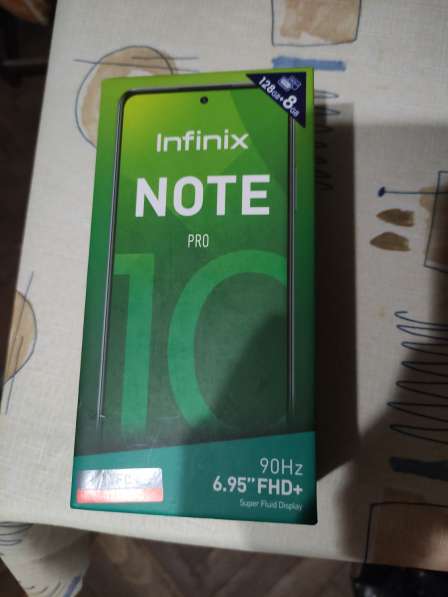 128GB+8GB
Infinix
NOTE
PRO
10
90Hz
6.95” FHD+
Super Fluid Display